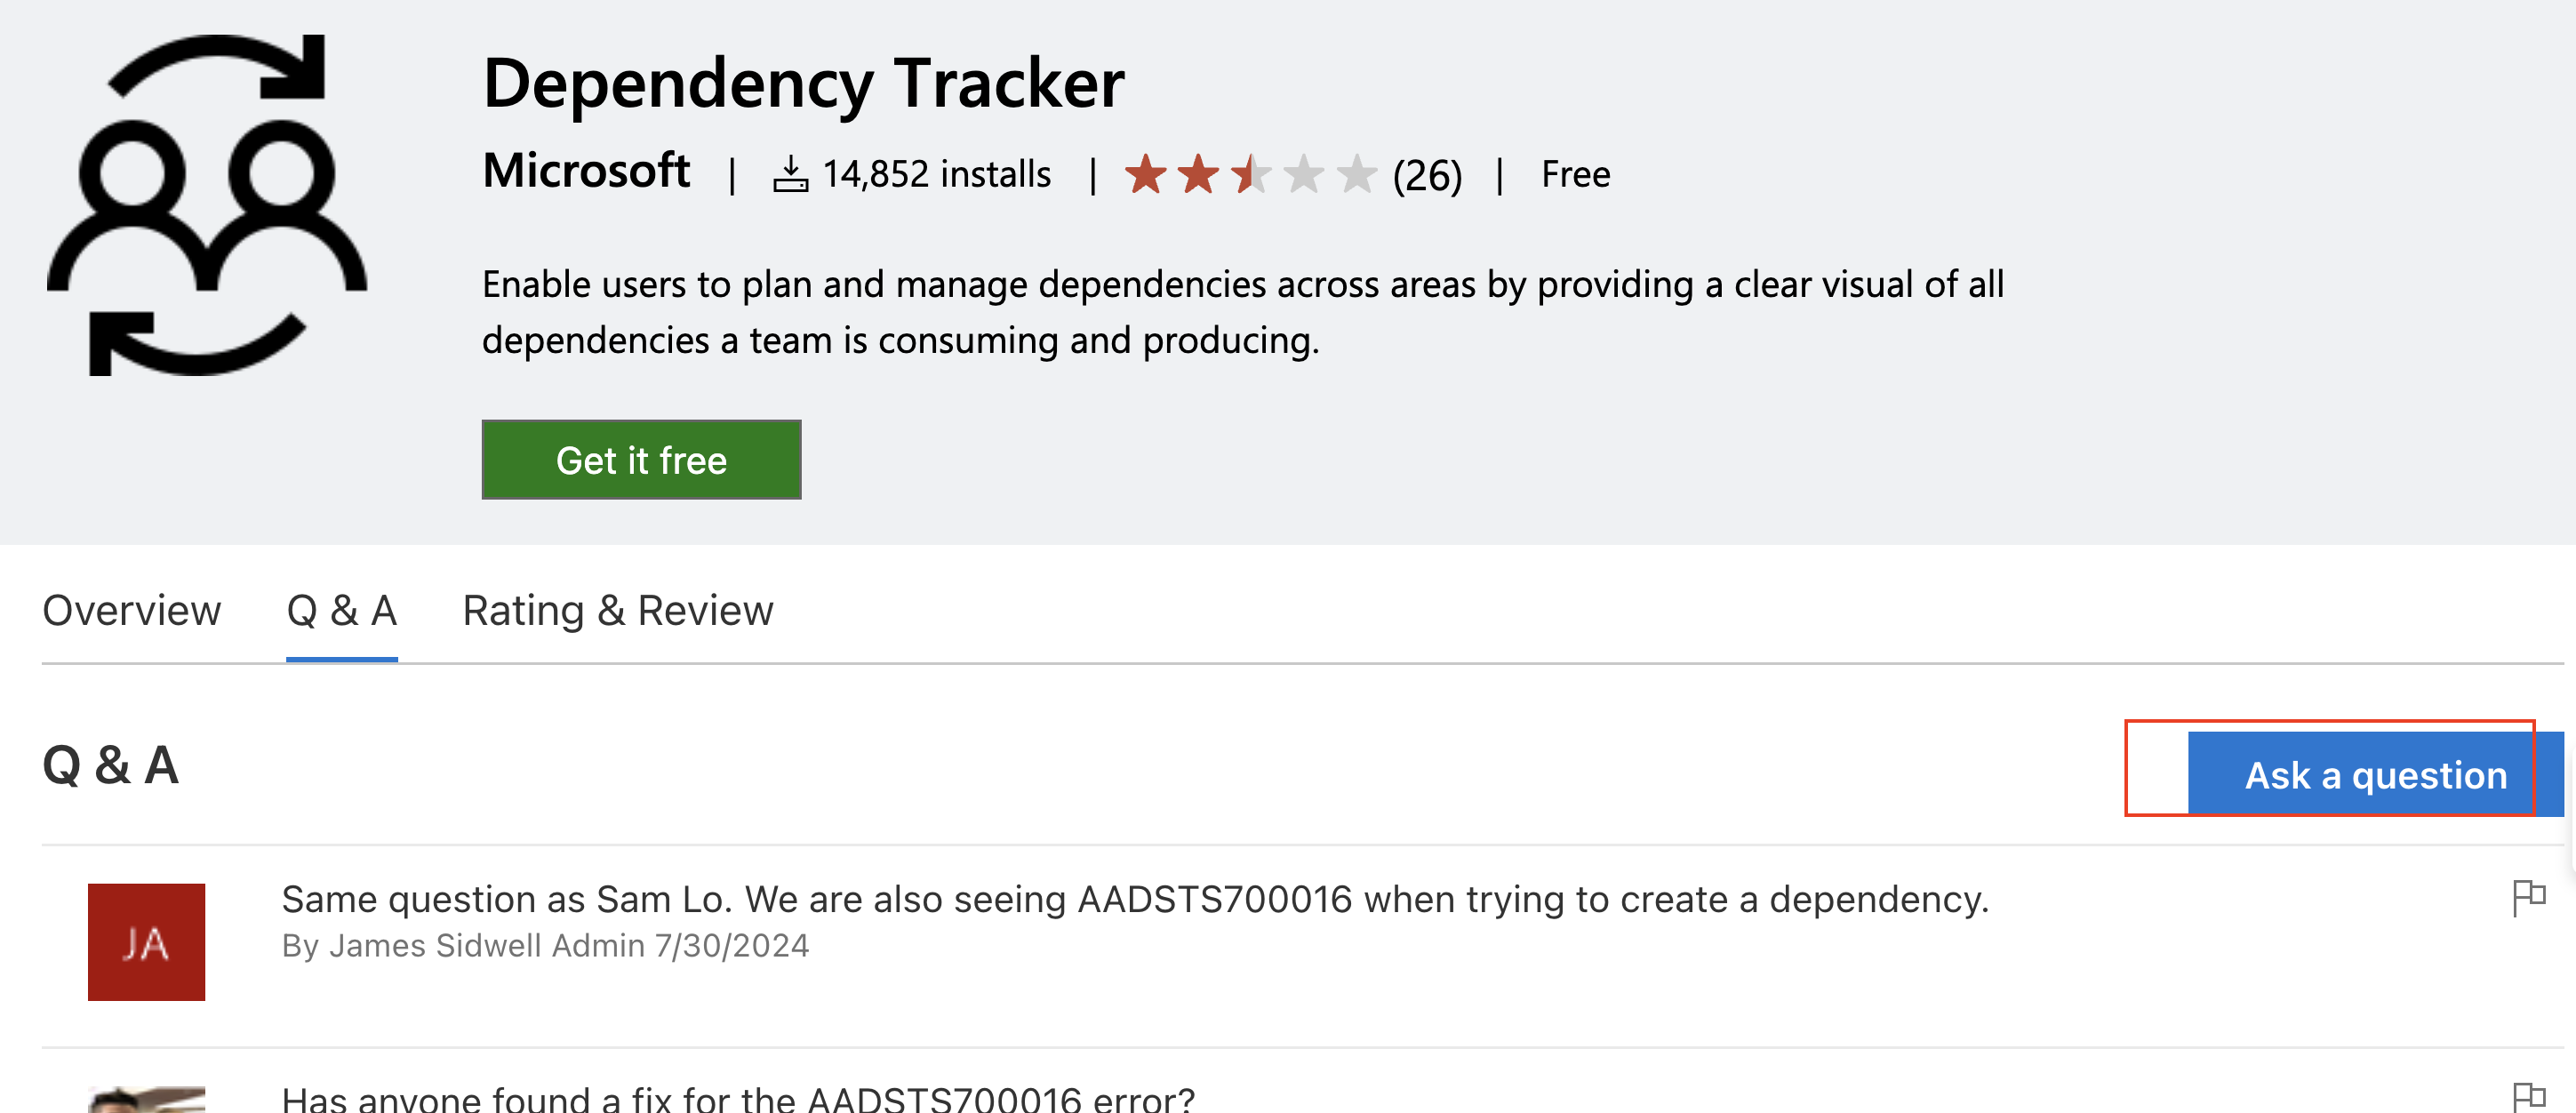 Dependency Tracker
Microsoft | 14,852 installs | (26) | Free
Enable users to plan and manage dependencies across areas by providing a clear visual of all
dependencies a team is consuming and producing.
Get it free
Overview Q & A Rating & Review
Q & A
Ask a question
JA
Same question as Sam Lo. We are also seeing AADSTS700016 when trying to create a dependency.
By James Sidwell Admin 7/30/2024
Has anyone found a fix for the AADSTS700016 error?